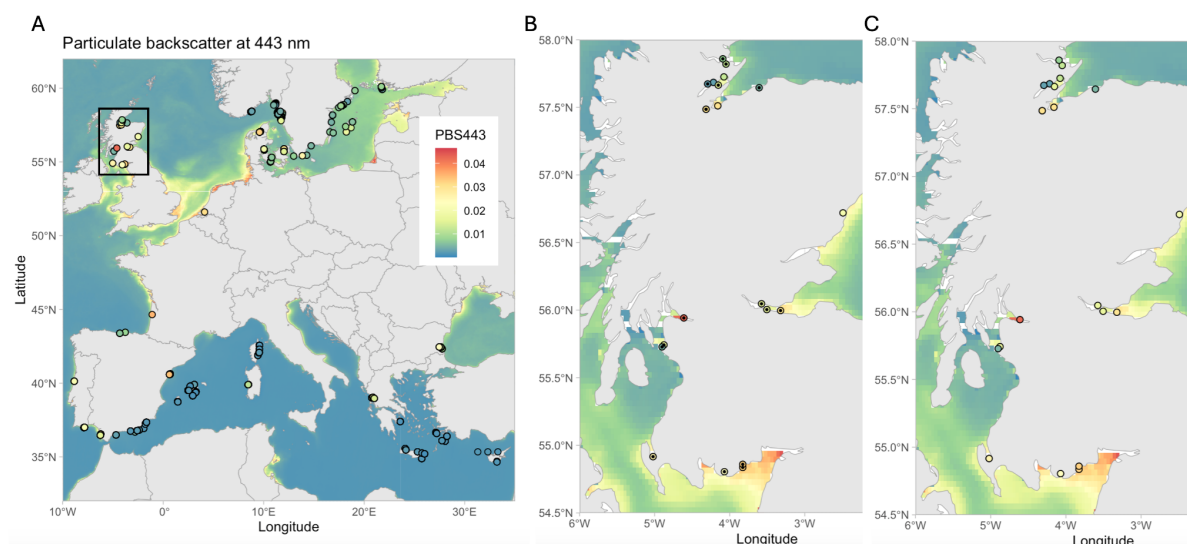 A
Particulate backscatter at 443 nm
60°N
55°N
50°N
45°N
40°N
35°N
Latitude
10°W
0°
10°E
20°E
30°E
Longitude
PBS443
0.04
0.03
0.02
0.01
B
58.0°N
57.5°N
57.0°N
56.5°N
56.0°N
55.5°N
55.0°N
54.5°N
6°W
5°W
4°W
3°W
Longitude
C
58.0°N
57.5°N
57.0°N
56.5°N
56.0°N
55.5°N
55.0°N
54.5°N
6°W
5°W
4°W
3°W
Longitude